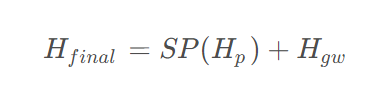 H_{final} = SP(H_p) + H_{gw}